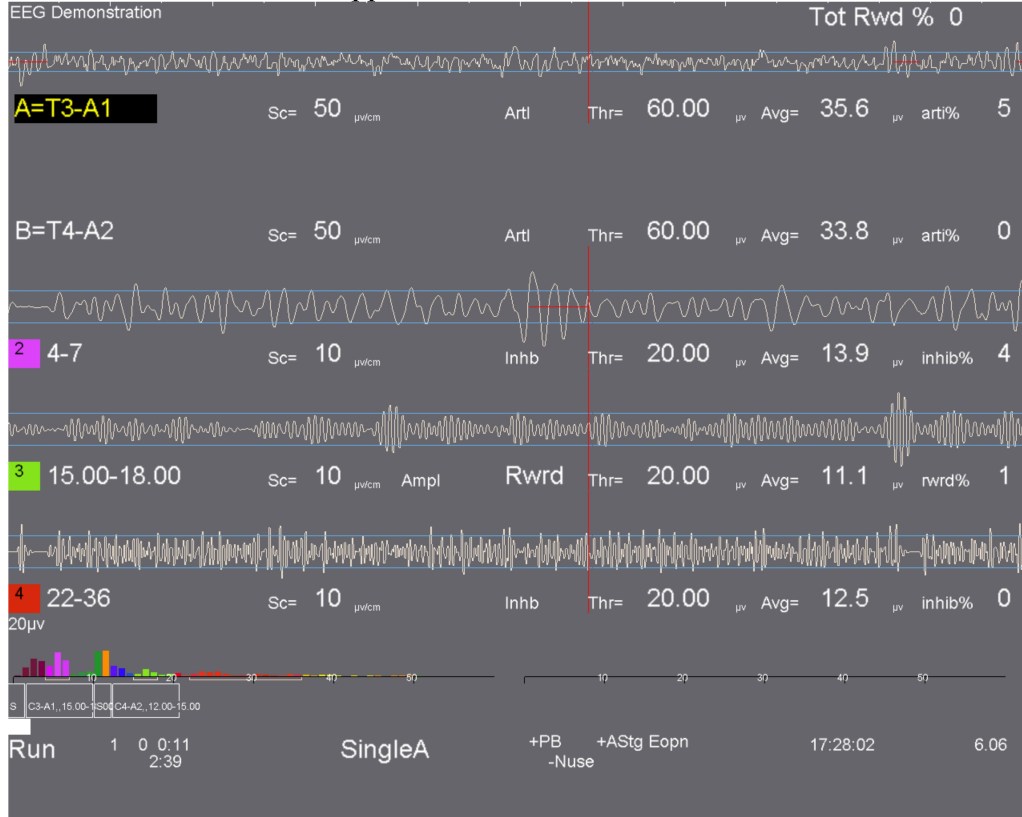 EEG Demonstration
Tot Rwd % 0
A=T3-A1 Sc= 50 µv/cm Artl Thr= 60.00 µv Avg= 35.6 µv arti% 5
B=T4-A2 Sc= 50 µv/cm Artl Thr= 60.00 µv Avg= 33.8 µv arti% 0
2 4-7 Sc= 10 µv/cm Inhb Thr= 20.00 µv Avg= 13.9 µv inhib% 4
3 15.00-18.00 Sc= 10 µv/cm Ampl Rwrd Thr= 20.00 µv Avg= 11.1 µv rwrd% 1
4 22-36 Sc= 10 µv/cm Inhb Thr= 20.00 µv Avg= 12.5 µv inhib% 0
20µv
10 20 30 40 50 10 20 30 40 50
S C3-A1,,15.00-1 C4-A2,,12.00-15.00
Run 1 0 0:11 SingleA +PB +AStg Eopn 17:28:02 6.06
2:39 -Nuse